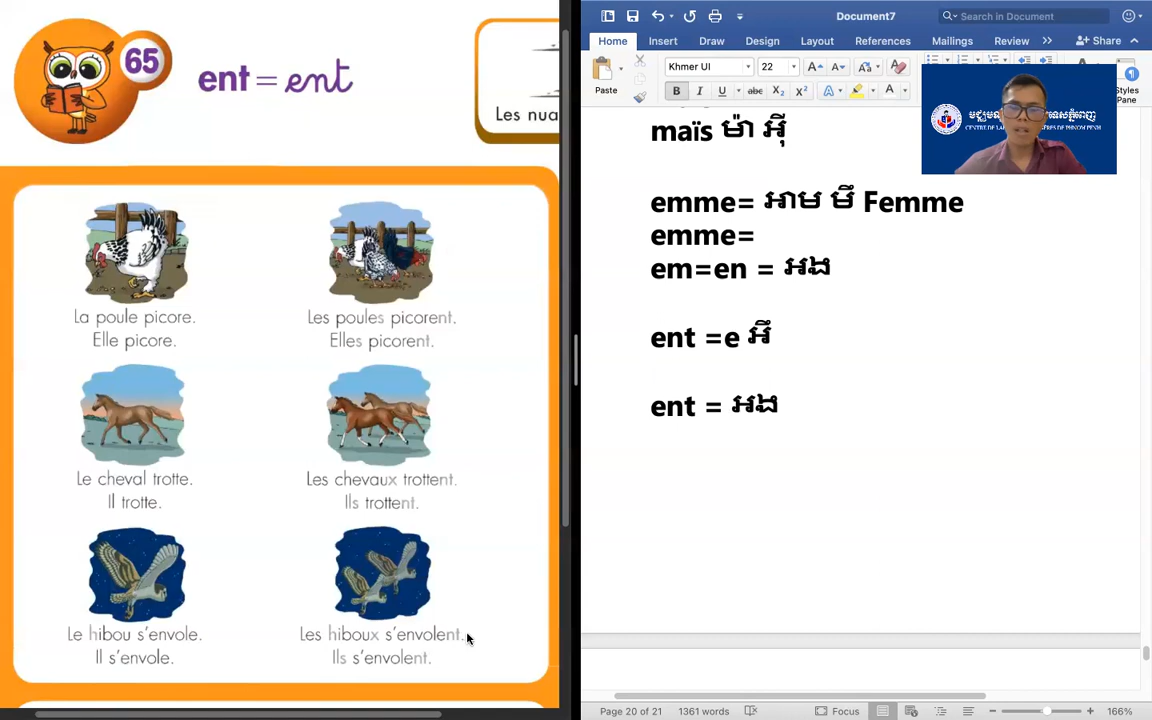 65
ent = ent
Les nua
La poule picore.
Elle picore.
Les poules picorent.
Elles picorent.
Le cheval trotte.
Il trotte.
Les chevaux trottent.
Ils trottent.
Le hibou s'envole.
Il s'envole.
Les hiboux s'envolent.
Ils s'envolent.
Document7
Search in Document
Home Insert Draw Design Layout References Mailings Review Share
Paste
Khmer UI 22
B I U abc X₂ X²
Styles Pane
maïs ម៉ា អ៊ី
emme= អាម មឺ Femme
emme=
em=en = អង
ent =e អឺ
ent = អង
Page 20 of 21 1361 words Focus 166%